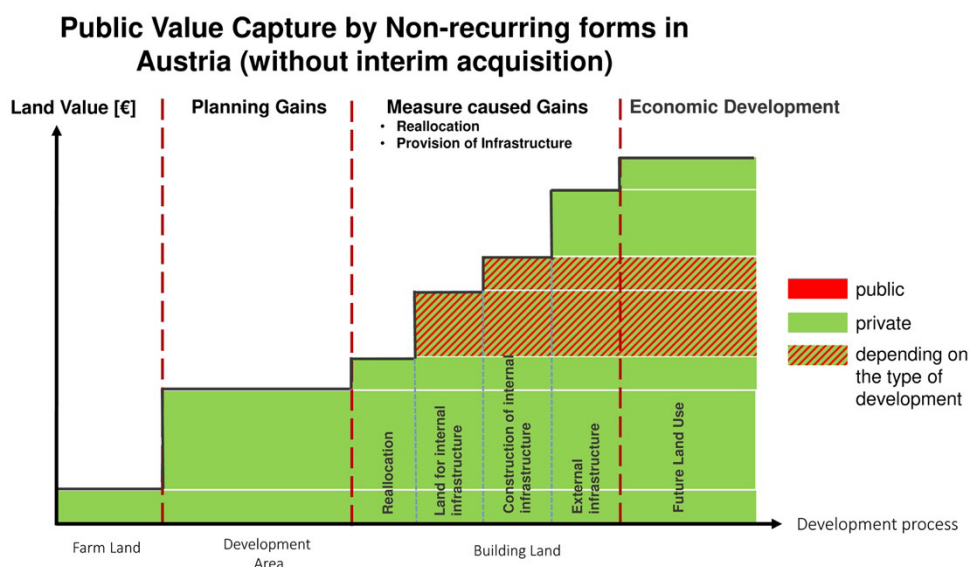 Public Value Capture by Non-recurring forms in
Austria (without interim acquisition)
Land Value [€]
Planning Gains
Measure caused Gains
• Reallocation
• Provision of Infrastructure
Economic Development
public
private
depending on
the type of
development
Reallocation
Land for internal
infrastructure
Construction of internal
infrastructure
External
infrastructure
Future Land Use
Development process
Farm Land
Development
Area
Building Land